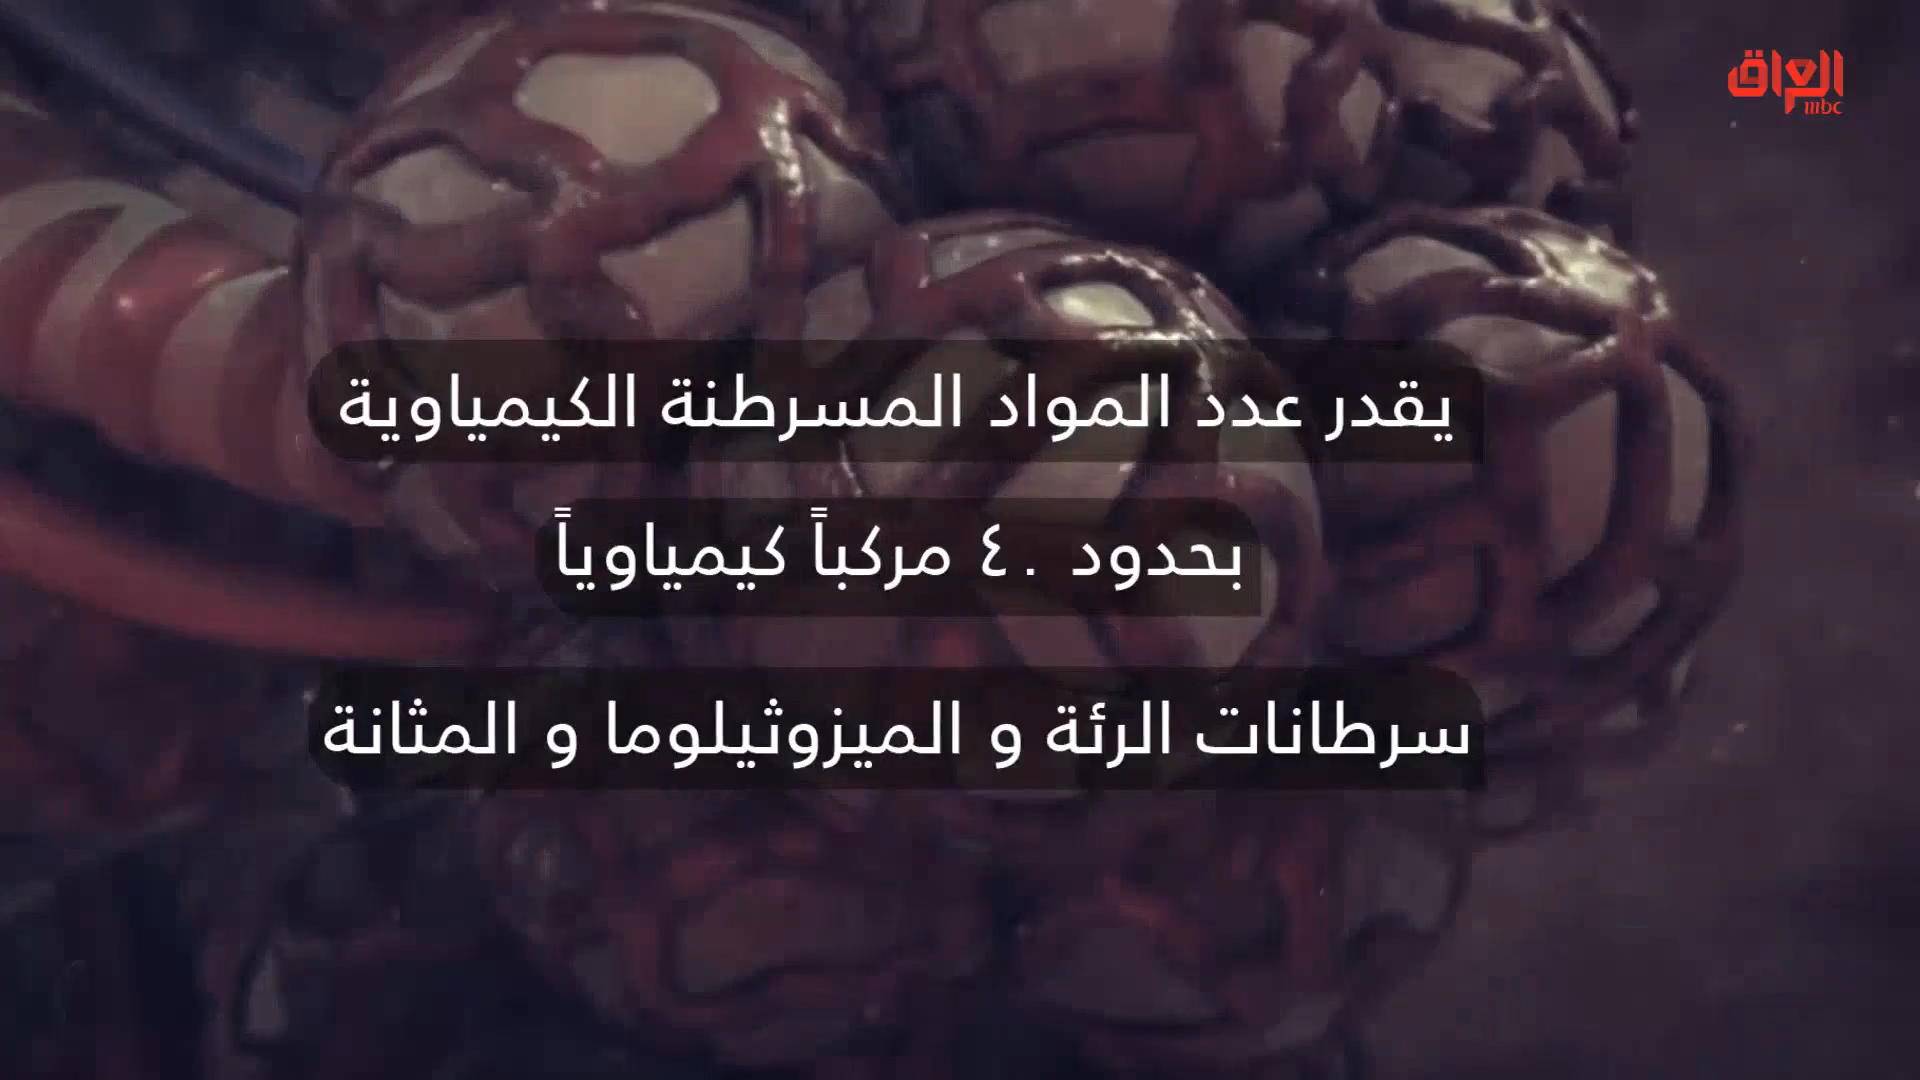 العراق
mbc
يقدر عدد المواد المسرطنة الكيمياوية
بحدود ٤٠ مركباً كيمياوياً
سرطانات الرئة و الميزوثيلوما و المثانة